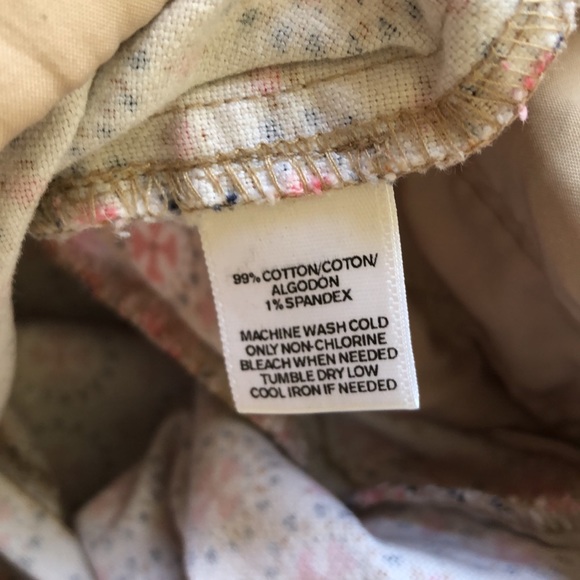 99% COTTON/COTON/
ALGODÓN
1% SPANDEX
MACHINE WASH COLD
ONLY NON-CHLORINE
BLEACH WHEN NEEDED
TUMBLE DRY LOW
COOL IRON IF NEEDED